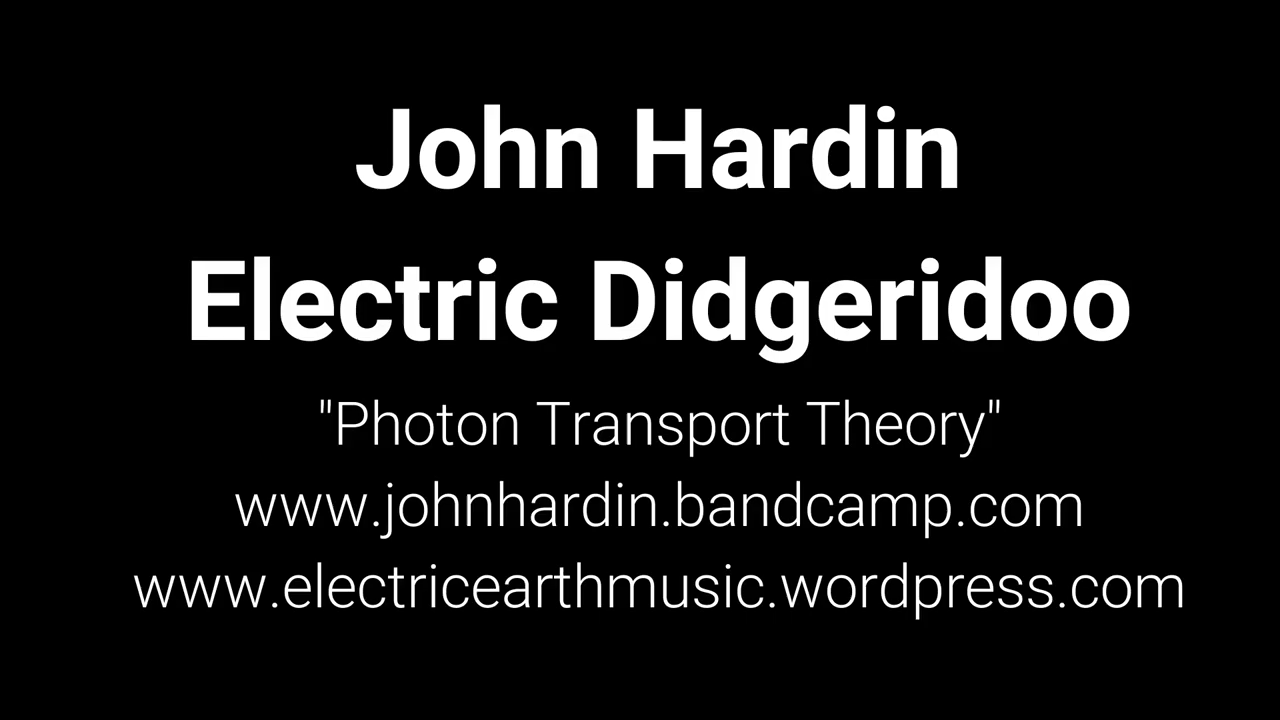 John Hardin
Electric Didgeridoo
"Photon Transport Theory"
www.johnhardin.bandcamp.com
www.electricearthmusic.wordpress.com